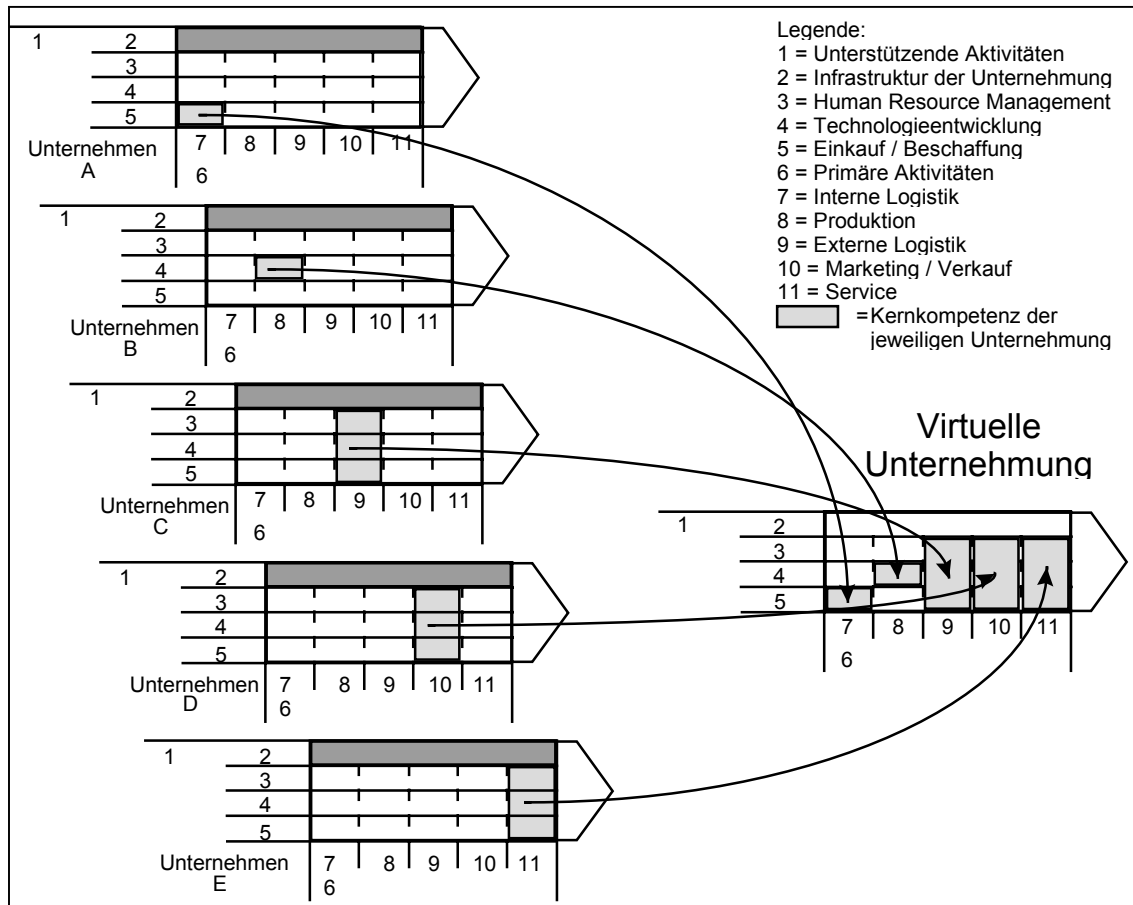 Legende:
1 = Unterstützende Aktivitäten
2 = Infrastruktur der Unternehmung
3 = Human Resource Management
4 = Technologieentwicklung
5 = Einkauf / Beschaffung
6 = Primäre Aktivitäten
7 = Interne Logistik
8 = Produktion
9 = Externe Logistik
10 = Marketing / Verkauf
11 = Service
=Kernkompetenz der
jeweiligen Unternehmung
1 2
3
4
5
Unternehmen
A
7 8 9 10 11
6
1 2
3
4
5
Unternehmen
B
7 8 9 10 11
6
1 2
3
4
5
Unternehmen
C
7 8 9 10 11
6
1 2
3
4
5
Unternehmen
D
7 8 9 10 11
6
1 2
3
4
5
Unternehmen
E
7 8 9 10 11
6
Virtuelle
Unternehmung
1 2
3
4
5
7 8 9 10 11
6